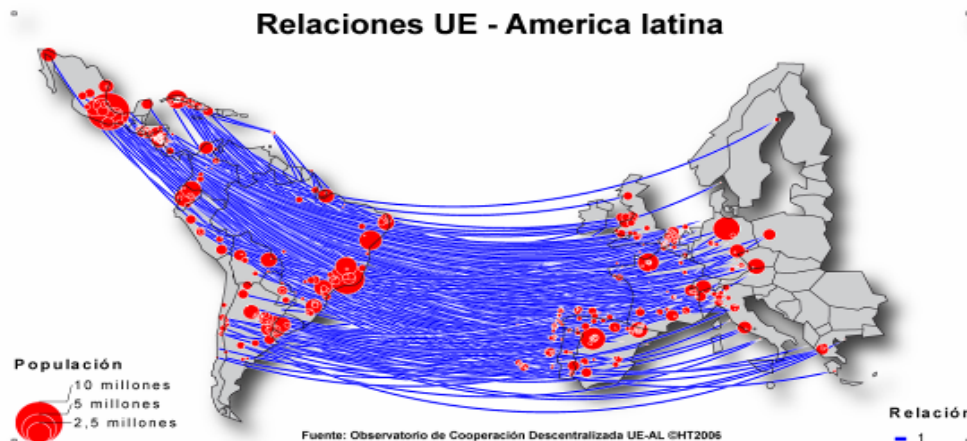 Relaciones UE - America latina
Populación
10 millones
5 millones
2,5 millones
Fuente: Observatorio de Cooperación Descentralizada UE-AL ©HT2006
Relación
1